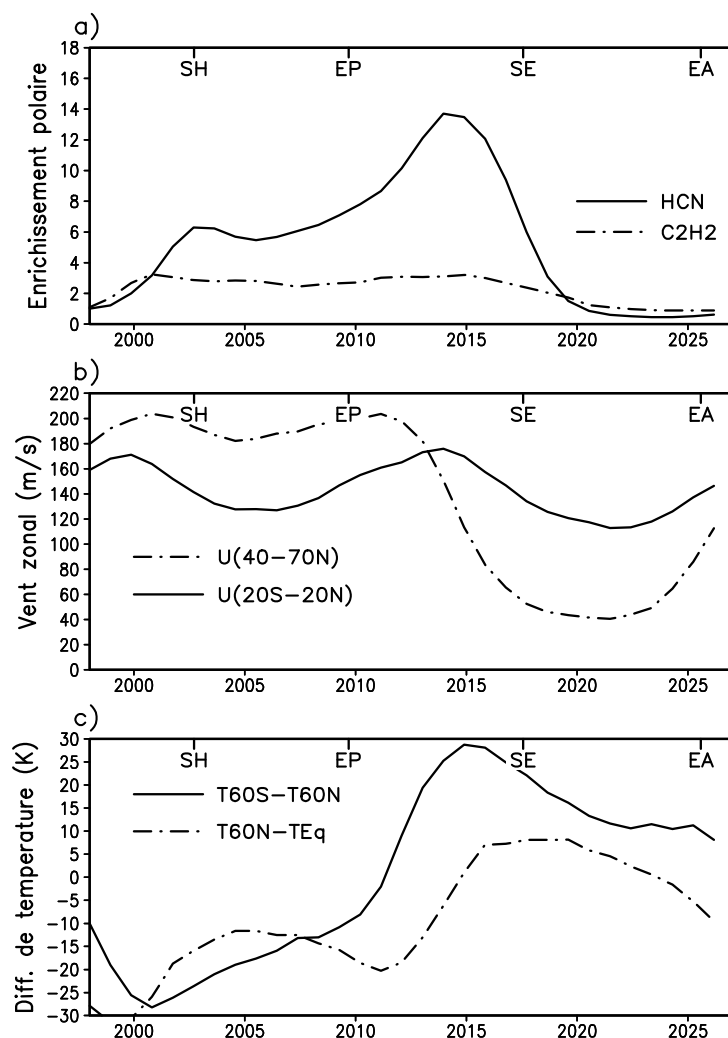 a)
Enrichissement polaire
18
16
14
12
10
8
6
4
2
0
SH EP SE EA
HCN
C2H2
2000 2005 2010 2015 2020 2025
b)
Vent zonal (m/s)
220
200
180
160
140
120
100
80
60
40
20
0
SH EP SE EA
U(40−70N)
U(20S−20N)
2000 2005 2010 2015 2020 2025
c)
Diff. de temperature (K)
30
25
20
15
10
5
0
−5
−10
−15
−20
−25
−30
SH EP SE EA
T60S−T60N
T60N−TEq
2000 2005 2010 2015 2020 2025